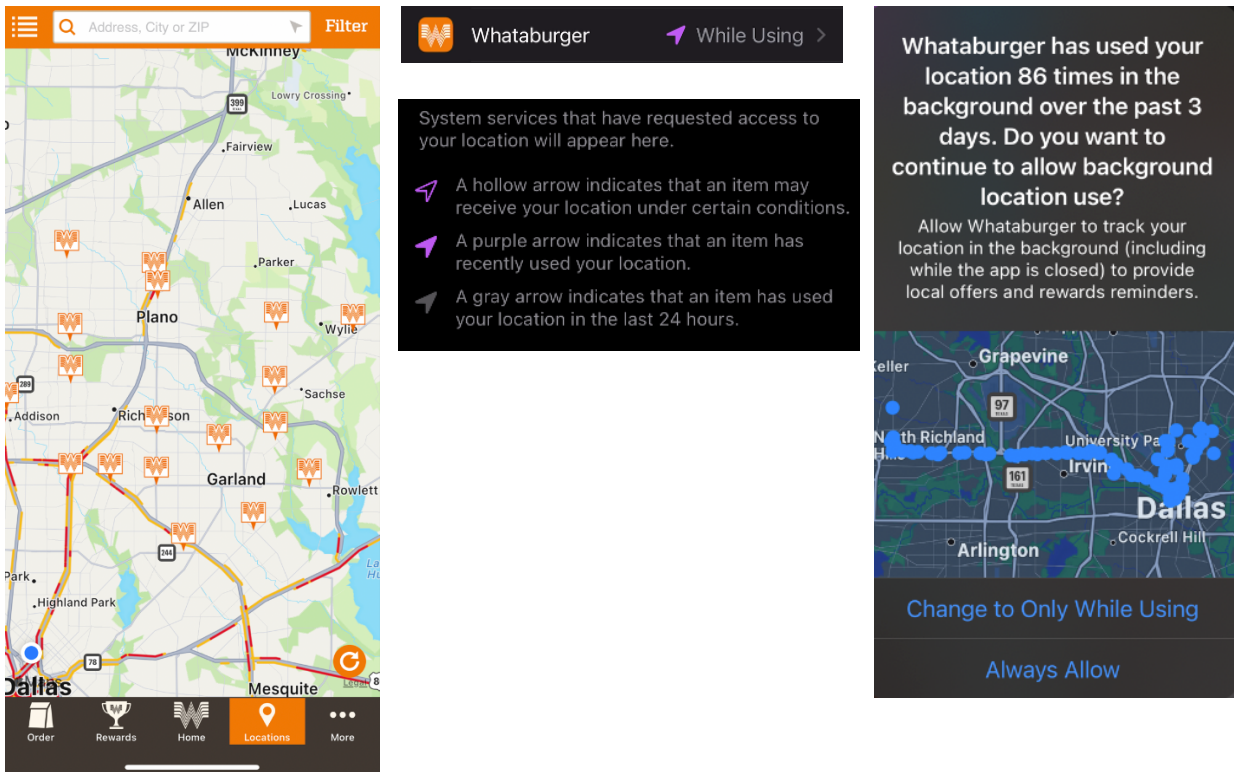 Address, City or ZIP
Filter
McKinney
399
Lowry Crossing
Fairview
Allen
Lucas
Parker
Plano
Wylie
289
Sachse
Addison
Garland
Rowlett
244
Park
Highland Park
78
Dallas
Mesquite
Legal
8
Order
Rewards
Home
Locations
More
Whataburger
While Using
System services that have requested access to
your location will appear here.
A hollow arrow indicates that an item may
receive your location under certain conditions.
A purple arrow indicates that an item has
recently used your location.
A gray arrow indicates that an item has used
your location in the last 24 hours.
Whataburger has used your
location 86 times in the
background over the past 3
days. Do you want to
continue to allow background
location use?
Allow Whataburger to track your
location in the background (including
while the app is closed) to provide
local offers and rewards reminders.
Grapevine
Keller
97
TEXAS
North Richland
Hills
University Pa
Irvin
161
TEXAS
Dallas
Cockrell Hill
Arlington
Change to Only While Using
Always Allow